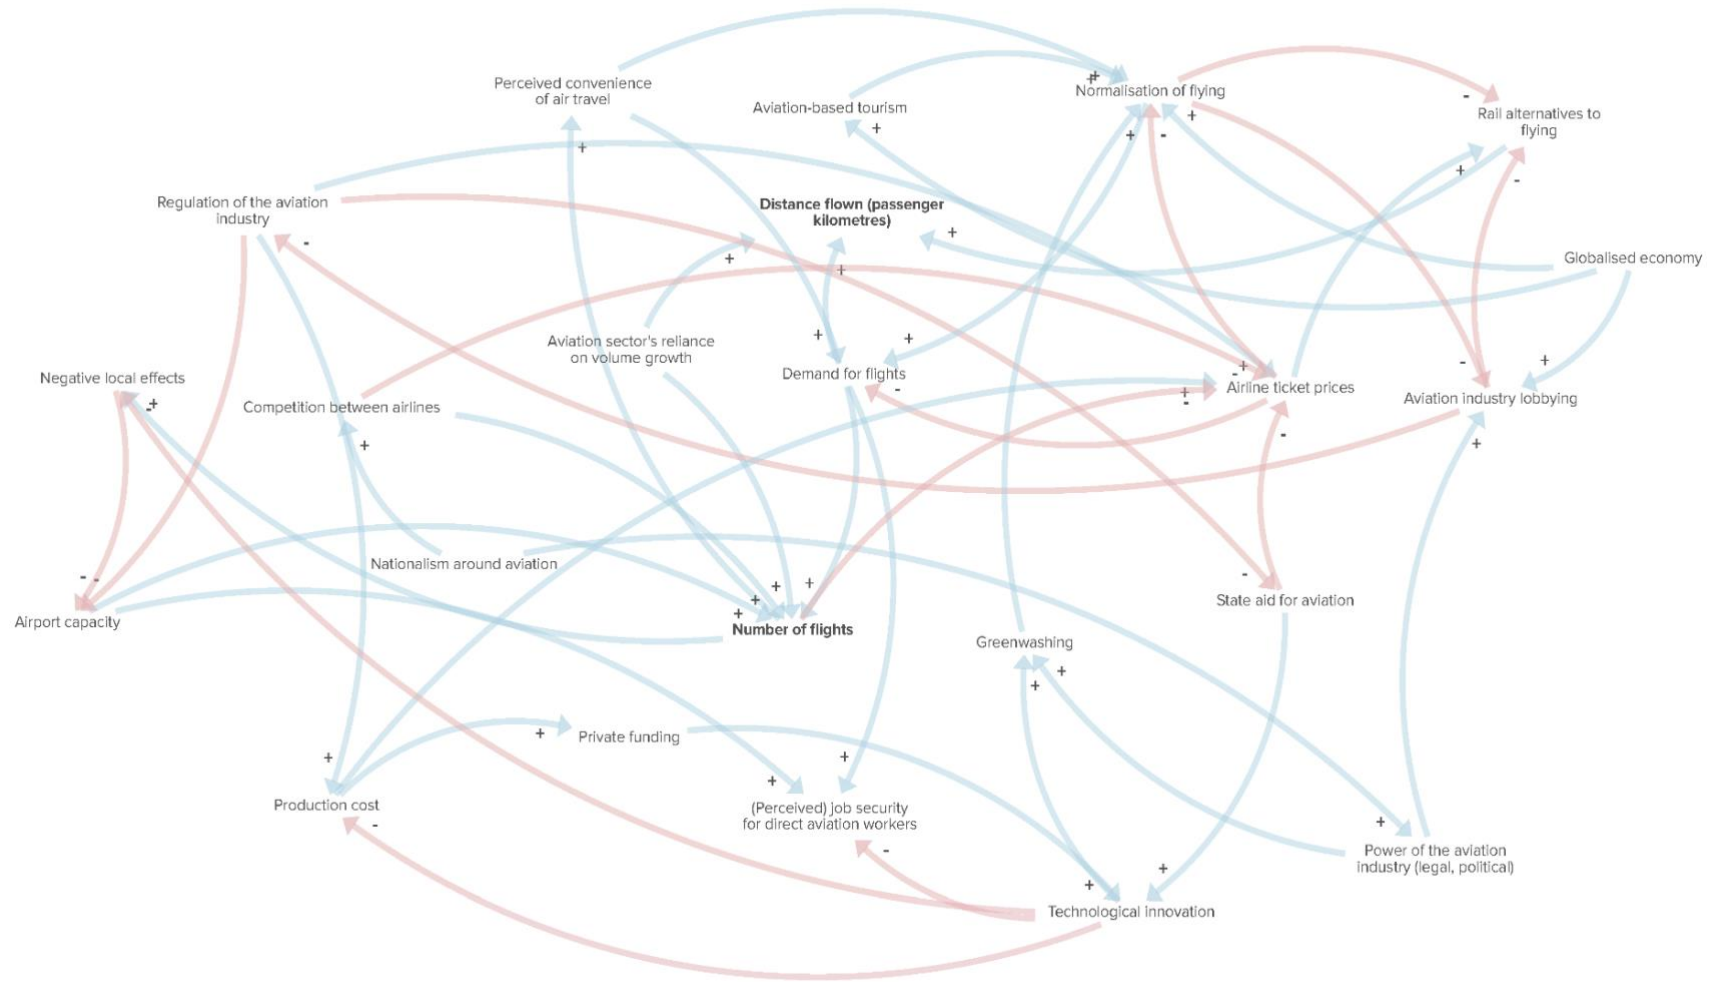 Perceived convenience
of air travel
Aviation-based tourism
Normalisation of flying
Rail alternatives to
flying
Regulation of the aviation
industry
Distance flown (passenger
kilometres)
Globalised economy
Aviation sector's reliance
on volume growth
Negative local effects
Demand for flights
Airline ticket prices
Aviation industry lobbying
Competition between airlines
Nationalism around aviation
Airport capacity
Number of flights
State aid for aviation
Greenwashing
Private funding
Production cost
(Perceived) job security
for direct aviation workers
Power of the aviation
industry (legal, political)
Technological innovation